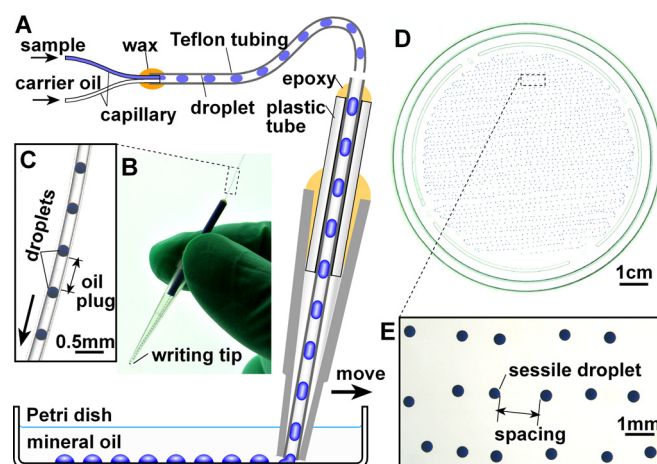 A
sample
wax
Teflon tubing
carrier oil
capillary
droplet
epoxy
plastic
tube
C
droplets
oil
plug
0.5mm
B
writing tip
move
Petri dish
mineral oil
D
1cm
E
sessile droplet
spacing
1mm